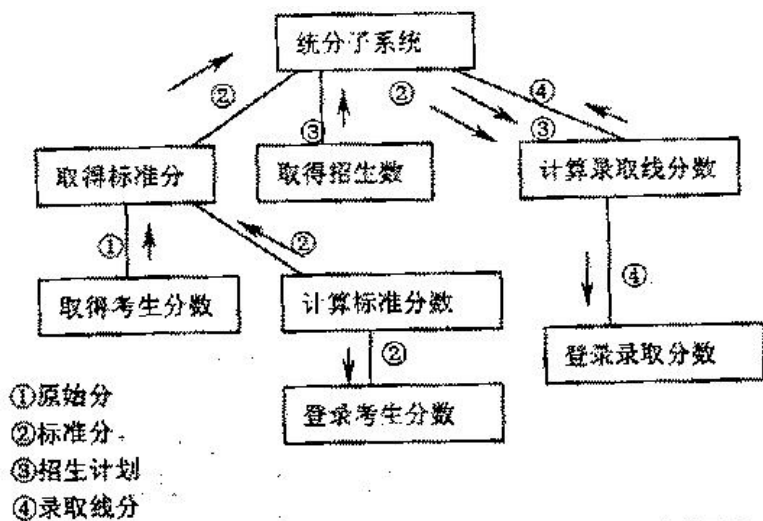 统分子系统
② ② ④
③ ③
取得标准分 取得招生数 计算录取线分数
① ② ④
取得考生分数 计算标准分数
② 登录录取分数
登录考生分数
①原始分
②标准分
③招生计划
④录取线分